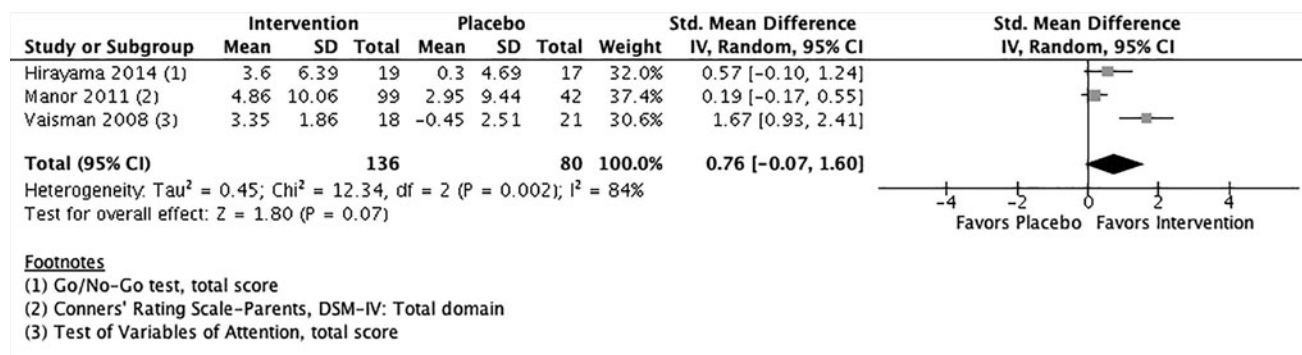 Intervention Placebo Std. Mean Difference Std. Mean Difference
Study or Subgroup Mean SD Total Mean SD Total Weight IV, Random, 95% CI IV, Random, 95% CI
Hirayama 2014 (1) 3.6 6.39 19 0.3 4.69 17 32.0% 0.57 [-0.10, 1.24]
Manor 2011 (2) 4.86 10.06 99 2.95 9.44 42 37.4% 0.19 [-0.17, 0.55]
Vaisman 2008 (3) 3.35 1.86 18 -0.45 2.51 21 30.6% 1.67 [0.93, 2.41]
Total (95% CI) 136 80 100.0% 0.76 [-0.07, 1.60]
Heterogeneity: Tau² = 0.45; Chi² = 12.34, df = 2 (P = 0.002); I² = 84%
Test for overall effect: Z = 1.80 (P = 0.07)
-4 -2 0 2 4
Favors Placebo Favors Intervention
Footnotes
(1) Go/No-Go test, total score
(2) Conners' Rating Scale-Parents, DSM-IV: Total domain
(3) Test of Variables of Attention, total score